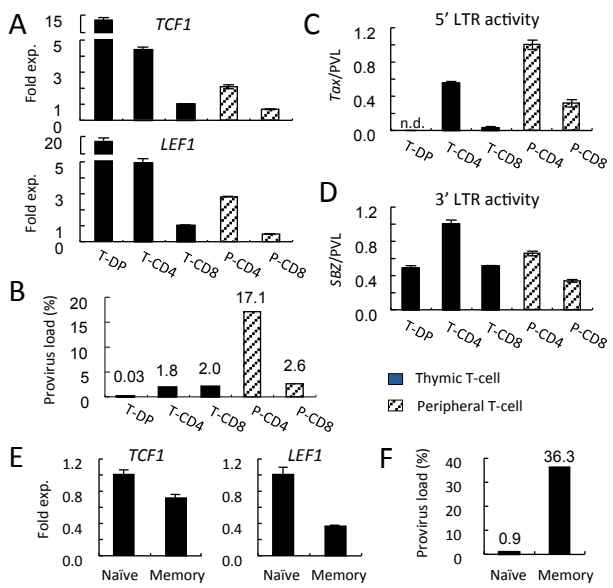 A
TCF1
Fold exp.
15
5
3
1
0
LEF1
Fold exp.
20
5
3
1
0
T-DP
T-CD4
T-CD8
P-CD4
P-CD8
B
Provirus load (%)
20
15
10
5
0
0.03
1.8
2.0
17.1
2.6
T-DP
T-CD4
T-CD8
P-CD4
P-CD8
C
5' LTR activity
Tax/PVL
1.2
0.8
0.4
0.0
n.d.
T-DP
T-CD4
T-CD8
P-CD4
P-CD8
D
3' LTR activity
SBZ/PVL
1.2
0.8
0.4
0.0
T-DP
T-CD4
T-CD8
P-CD4
P-CD8
Thymic T-cell
Peripheral T-cell
E
TCF1
Fold exp.
1.2
0.8
0.4
0.0
Naïve Memory
LEF1
1.2
0.8
0.4
0.0
Naïve Memory
F
Provirus load (%)
40
30
20
10
0
0.9
36.3
Naïve Memory